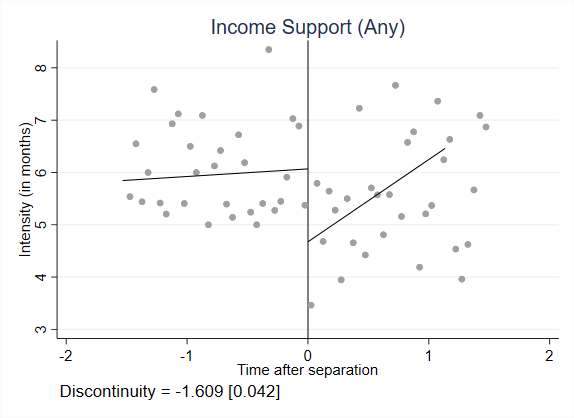 Income Support (Any)
Intensity (in months)
8
7
6
5
4
3
-2
-1
0
1
2
Time after separation
Discontinuity = -1.609 [0.042]